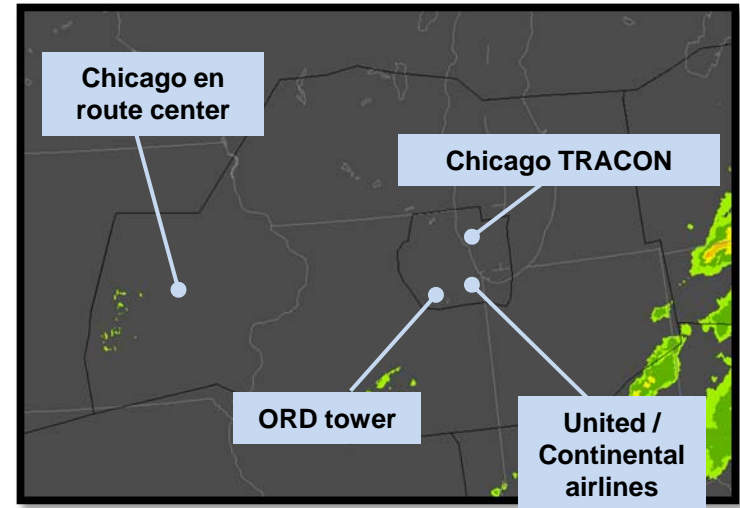 Chicago en
route center
Chicago TRACON
ORD tower
United /
Continental
airlines